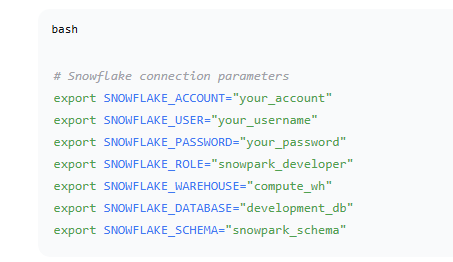 bash
# Snowflake connection parameters
export SNOWFLAKE_ACCOUNT="your_account"
export SNOWFLAKE_USER="your_username"
export SNOWFLAKE_PASSWORD="your_password"
export SNOWFLAKE_ROLE="snowpark_developer"
export SNOWFLAKE_WAREHOUSE="compute_wh"
export SNOWFLAKE_DATABASE="development_db"
export SNOWFLAKE_SCHEMA="snowpark_schema"